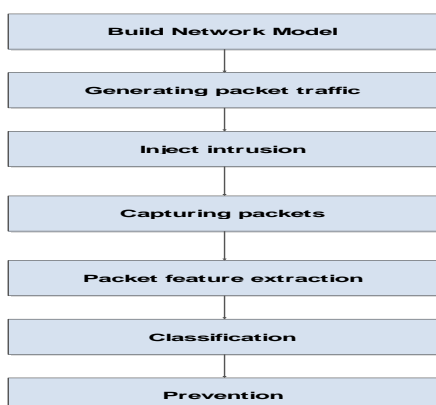 Build Network Model
Generating packet traffic
Inject intrusion
Capturing packets
Packet feature extraction
Classification
Prevention